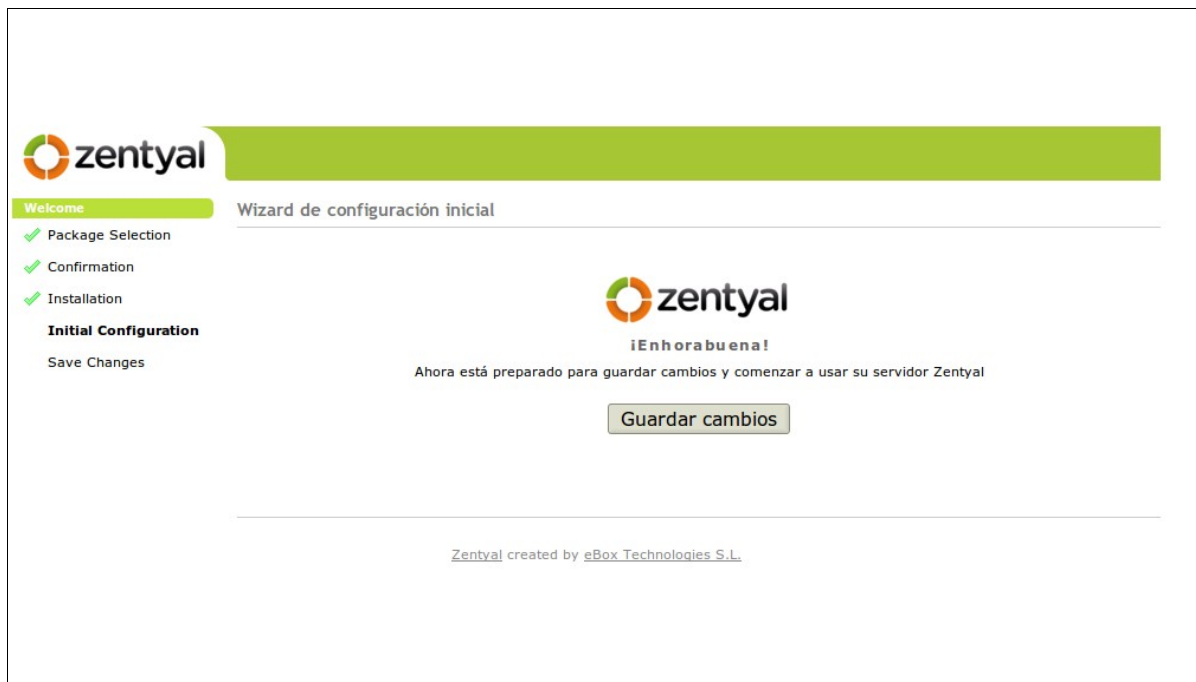 zentyal
Welcome
Package Selection
Confirmation
Installation
Initial Configuration
Save Changes
Wizard de configuración inicial
zentyal
¡Enhorabuena!
Ahora está preparado para guardar cambios y comenzar a usar su servidor Zentyal
Guardar cambios
Zentyal created by eBox Technologies S.L.